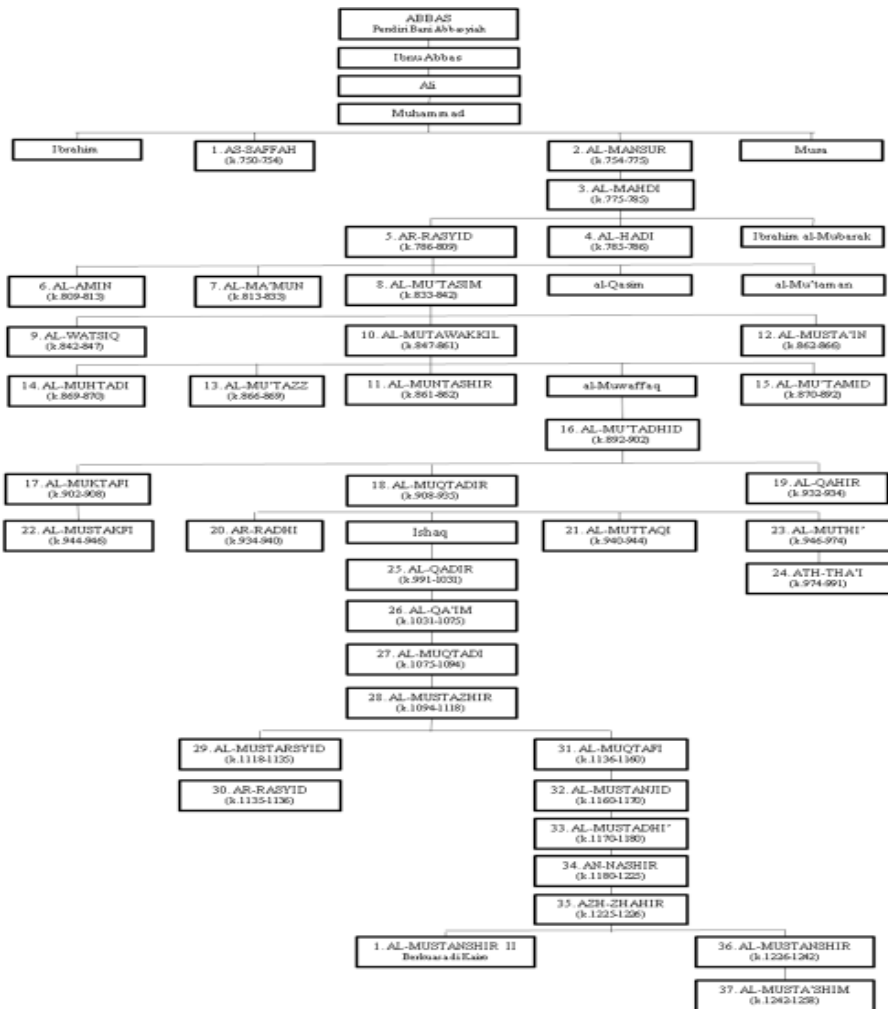 ABBAS
Pendiri Bani Abbasyiah
Ibnu Abbas
Ali
Muhammad
Ibrahim
1. AS-SAFFAH
(k.750-754)
2. AL-MANSUR
(k.754-775)
Musa
3. AL-MAHDI
(k.775-785)
5. AR-RASYID
(k.786-809)
4. AL-HADI
(k.785-786)
Ibrahim al-Mubarak
6. AL-AMIN
(k.809-813)
7. AL-MA'MUN
(k.813-833)
8. AL-MU'TASIM
(k.833-842)
al-Qasim
al-Mu'taman
9. AL-WATSIQ
(k.842-847)
10. AL-MUTAWAKKIL
(k.847-861)
12. AL-MUSTA'IN
(k.862-866)
14. AL-MUHTADI
(k.869-870)
13. AL-MU'TAZZ
(k.866-869)
11. AL-MUNTASHIR
(k.861-862)
al-Muwaffaq
15. AL-MU'TAMID
(k.870-892)
16. AL-MU'TADHID
(k.892-902)
17. AL-MUKTAFI
(k.902-908)
18. AL-MUQTADIR
(k.908-935)
19. AL-QAHIR
(k.932-934)
22. AL-MUSTAKFI
(k.944-946)
20. AR-RADHI
(k.934-940)
Ishaq
21. AL-MUTTAQI
(k.940-944)
23. AL-MUTHI'
(k.946-974)
25. AL-QADIR
(k.991-1031)
24. ATH-THA'I
(k.974-991)
26. AL-QA'IM
(k.1031-1075)
27. AL-MUQTADI
(k.1075-1094)
28. AL-MUSTAZHIR
(k.1094-1118)
29. AL-MUSTARSYID
(k.1118-1135)
31. AL-MUQTAFI
(k.1136-1160)
30. AR-RASYID
(k.1135-1136)
32. AL-MUSTANJID
(k.1160-1170)
33. AL-MUSTADHI'
(k.1170-1180)
34. AN-NASHIR
(k.1180-1225)
35. AZH-ZHAHIR
(k.1225-1226)
1. AL-MUSTANSHIR II
Berkuasa di Kairo
36. AL-MUSTANSHIR
(k.1226-1242)
37. AL-MUSTA'SHIM
(k.1242-1258)